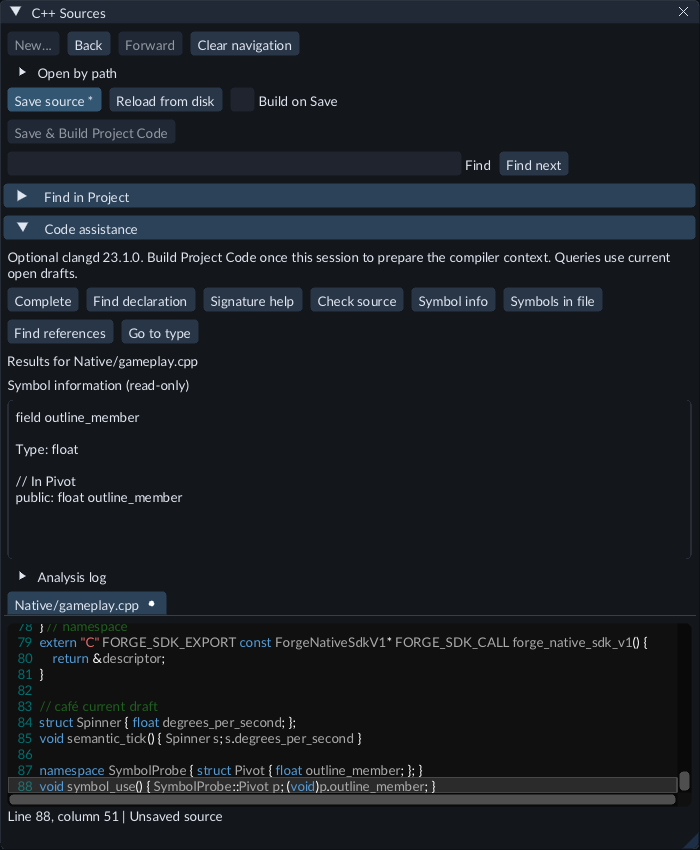 C++ Sources
New... Back Forward Clear navigation
Open by path
Save source * Reload from disk Build on Save
Save & Build Project Code
Find Find next
Find in Project
Code assistance
Optional clangd 23.1.0. Build Project Code once this session to prepare the compiler context. Queries use current
open drafts.
Complete Find declaration Signature help Check source Symbol info Symbols in file
Find references Go to type
Results for Native/gameplay.cpp
Symbol information (read-only)
field outline_member
Type: float
// In Pivot
public: float outline_member
Analysis log
Native/gameplay.cpp
78 } // namespace
79 extern "C" FORGE_SDK_EXPORT const ForgeNativeSdkV1* FORGE_SDK_CALL forge_native_sdk_v1() {
80 return &descriptor;
81 }
82
83 // café current draft
84 struct Spinner { float degrees_per_second; };
85 void semantic_tick() { Spinner s; s.degrees_per_second }
86
87 namespace SymbolProbe { struct Pivot { float outline_member; }; }
88 void symbol_use() { SymbolProbe::Pivot p; (void)p.outline_member; }
Line 88, column 51 | Unsaved source